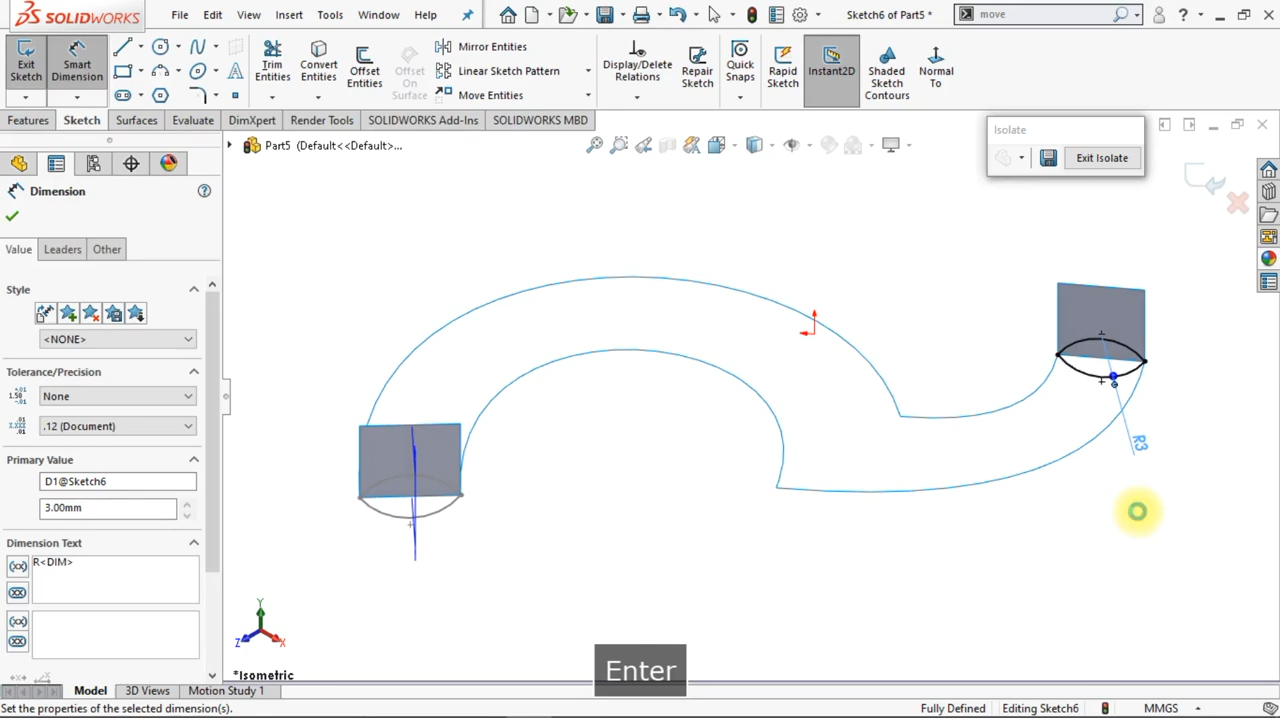 SOLIDWORKS
File
Edit
View
Insert
Tools
Window
Help
Sketch6 of Part5 *
move
Exit Sketch
Smart Dimension
Trim Entities
Convert Entities
Offset Entities
Offset On Surface
Mirror Entities
Linear Sketch Pattern
Move Entities
Display/Delete Relations
Repair Sketch
Quick Snaps
Rapid Sketch
Instant2D
Shaded Sketch Contours
Normal To
Features
Sketch
Surfaces
Evaluate
DimXpert
Render Tools
SOLIDWORKS Add-Ins
SOLIDWORKS MBD
Part5 (Default<<Default>...
Isolate
Exit Isolate
Dimension
Value
Leaders
Other
Style
<NONE>
Tolerance/Precision
None
.12 (Document)
Primary Value
D1@Sketch6
3.00mm
Dimension Text
R<DIM>
R3
Y
Z
X
*Isometric
Enter
Model
3D Views
Motion Study 1
Set the properties of the selected dimension(s).
Fully Defined
Editing Sketch6
MMGS